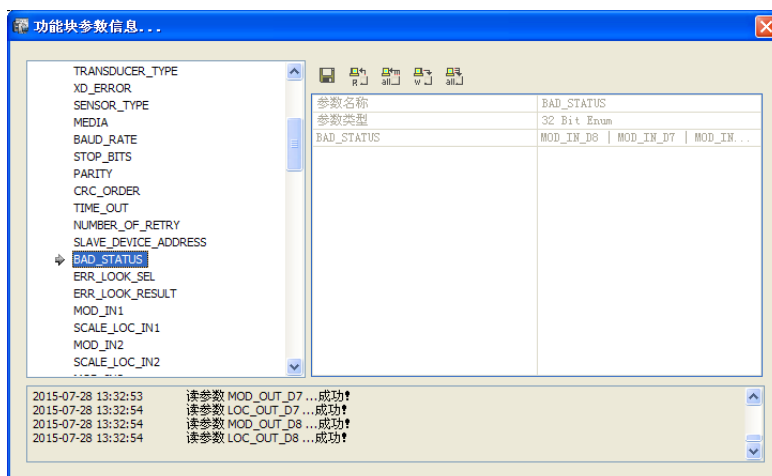 功能块参数信息...
TRANSDUCER_TYPE
XD_ERROR
SENSOR_TYPE
MEDIA
BAUD_RATE
STOP_BITS
PARITY
CRC_ORDER
TIME_OUT
NUMBER_OF_RETRY
SLAVE_DEVICE_ADDRESS
BAD_STATUS
ERR_LOOK_SEL
ERR_LOOK_RESULT
MOD_IN1
SCALE_LOC_IN1
MOD_IN2
SCALE_LOC_IN2
R all w all
参数名称 BAD_STATUS
参数类型 32 Bit Enum
BAD_STATUS MOD_IN_D8 | MOD_IN_D7 | MOD_IN...
2015-07-28 13:32:53 读参数 MOD_OUT_D7 ...成功!
2015-07-28 13:32:54 读参数 LOC_OUT_D7 ...成功!
2015-07-28 13:32:54 读参数 MOD_OUT_D8 ...成功!
2015-07-28 13:32:54 读参数 LOC_OUT_D8 ...成功!